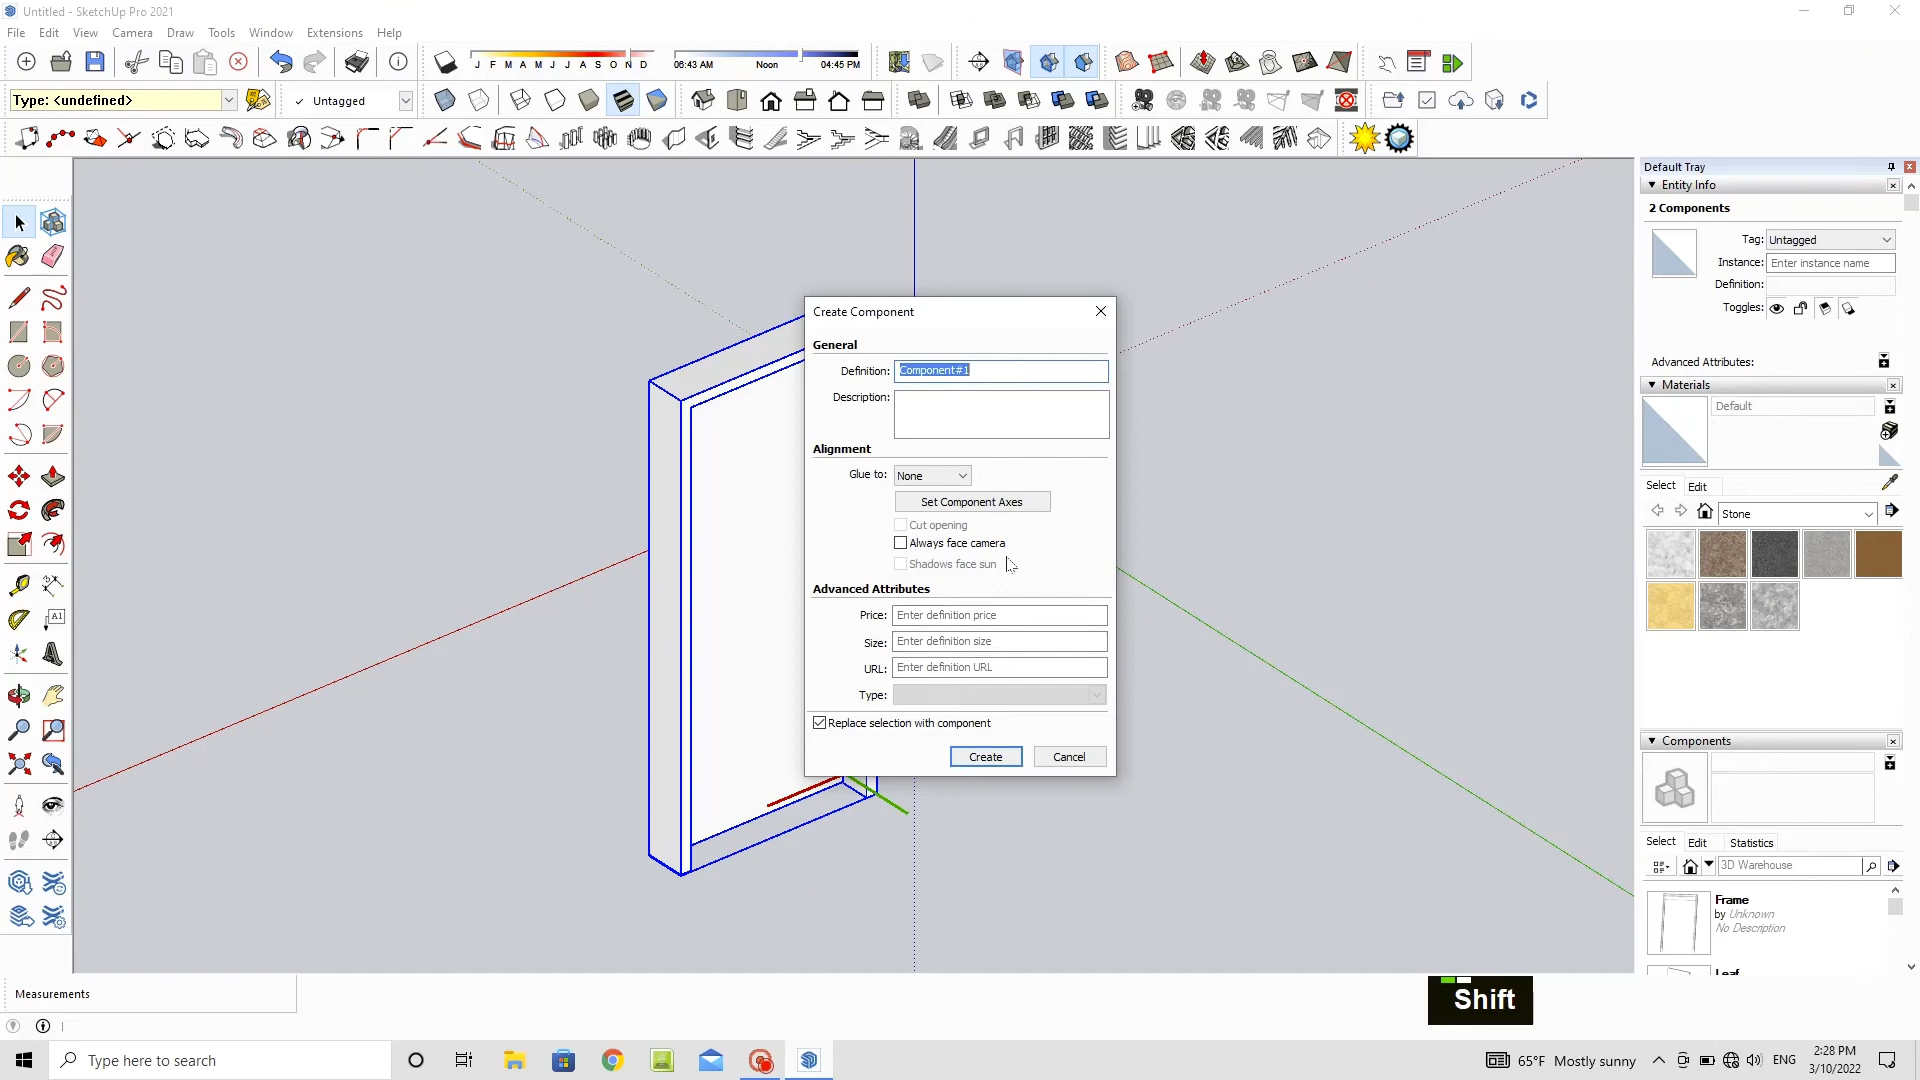 Untitled - SketchUp Pro 2021
File Edit View Camera Draw Tools Window Extensions Help
J F M A M J J A S O N D
06:43 AM Noon 04:45 PM
Type: <undefined>
✓ Untagged
Default Tray
Entity Info
2 Components
Tag: Untagged
Instance: Enter instance name
Definition:
Toggles:
Advanced Attributes:
Materials
Default
Select Edit
Stone
Components
Select Edit Statistics
3D Warehouse
Frame
by Unknown
No Description
Leaf
Create Component
General
Definition: Component#1
Description:
Alignment
Glue to: None
Set Component Axes
Cut opening
Always face camera
Shadows face sun
Advanced Attributes
Price: Enter definition price
Size: Enter definition size
URL: Enter definition URL
Type:
Replace selection with component
Create Cancel
A1
Measurements
Shift
Type here to search
65°F Mostly sunny
ENG
2:28 PM
3/10/2022